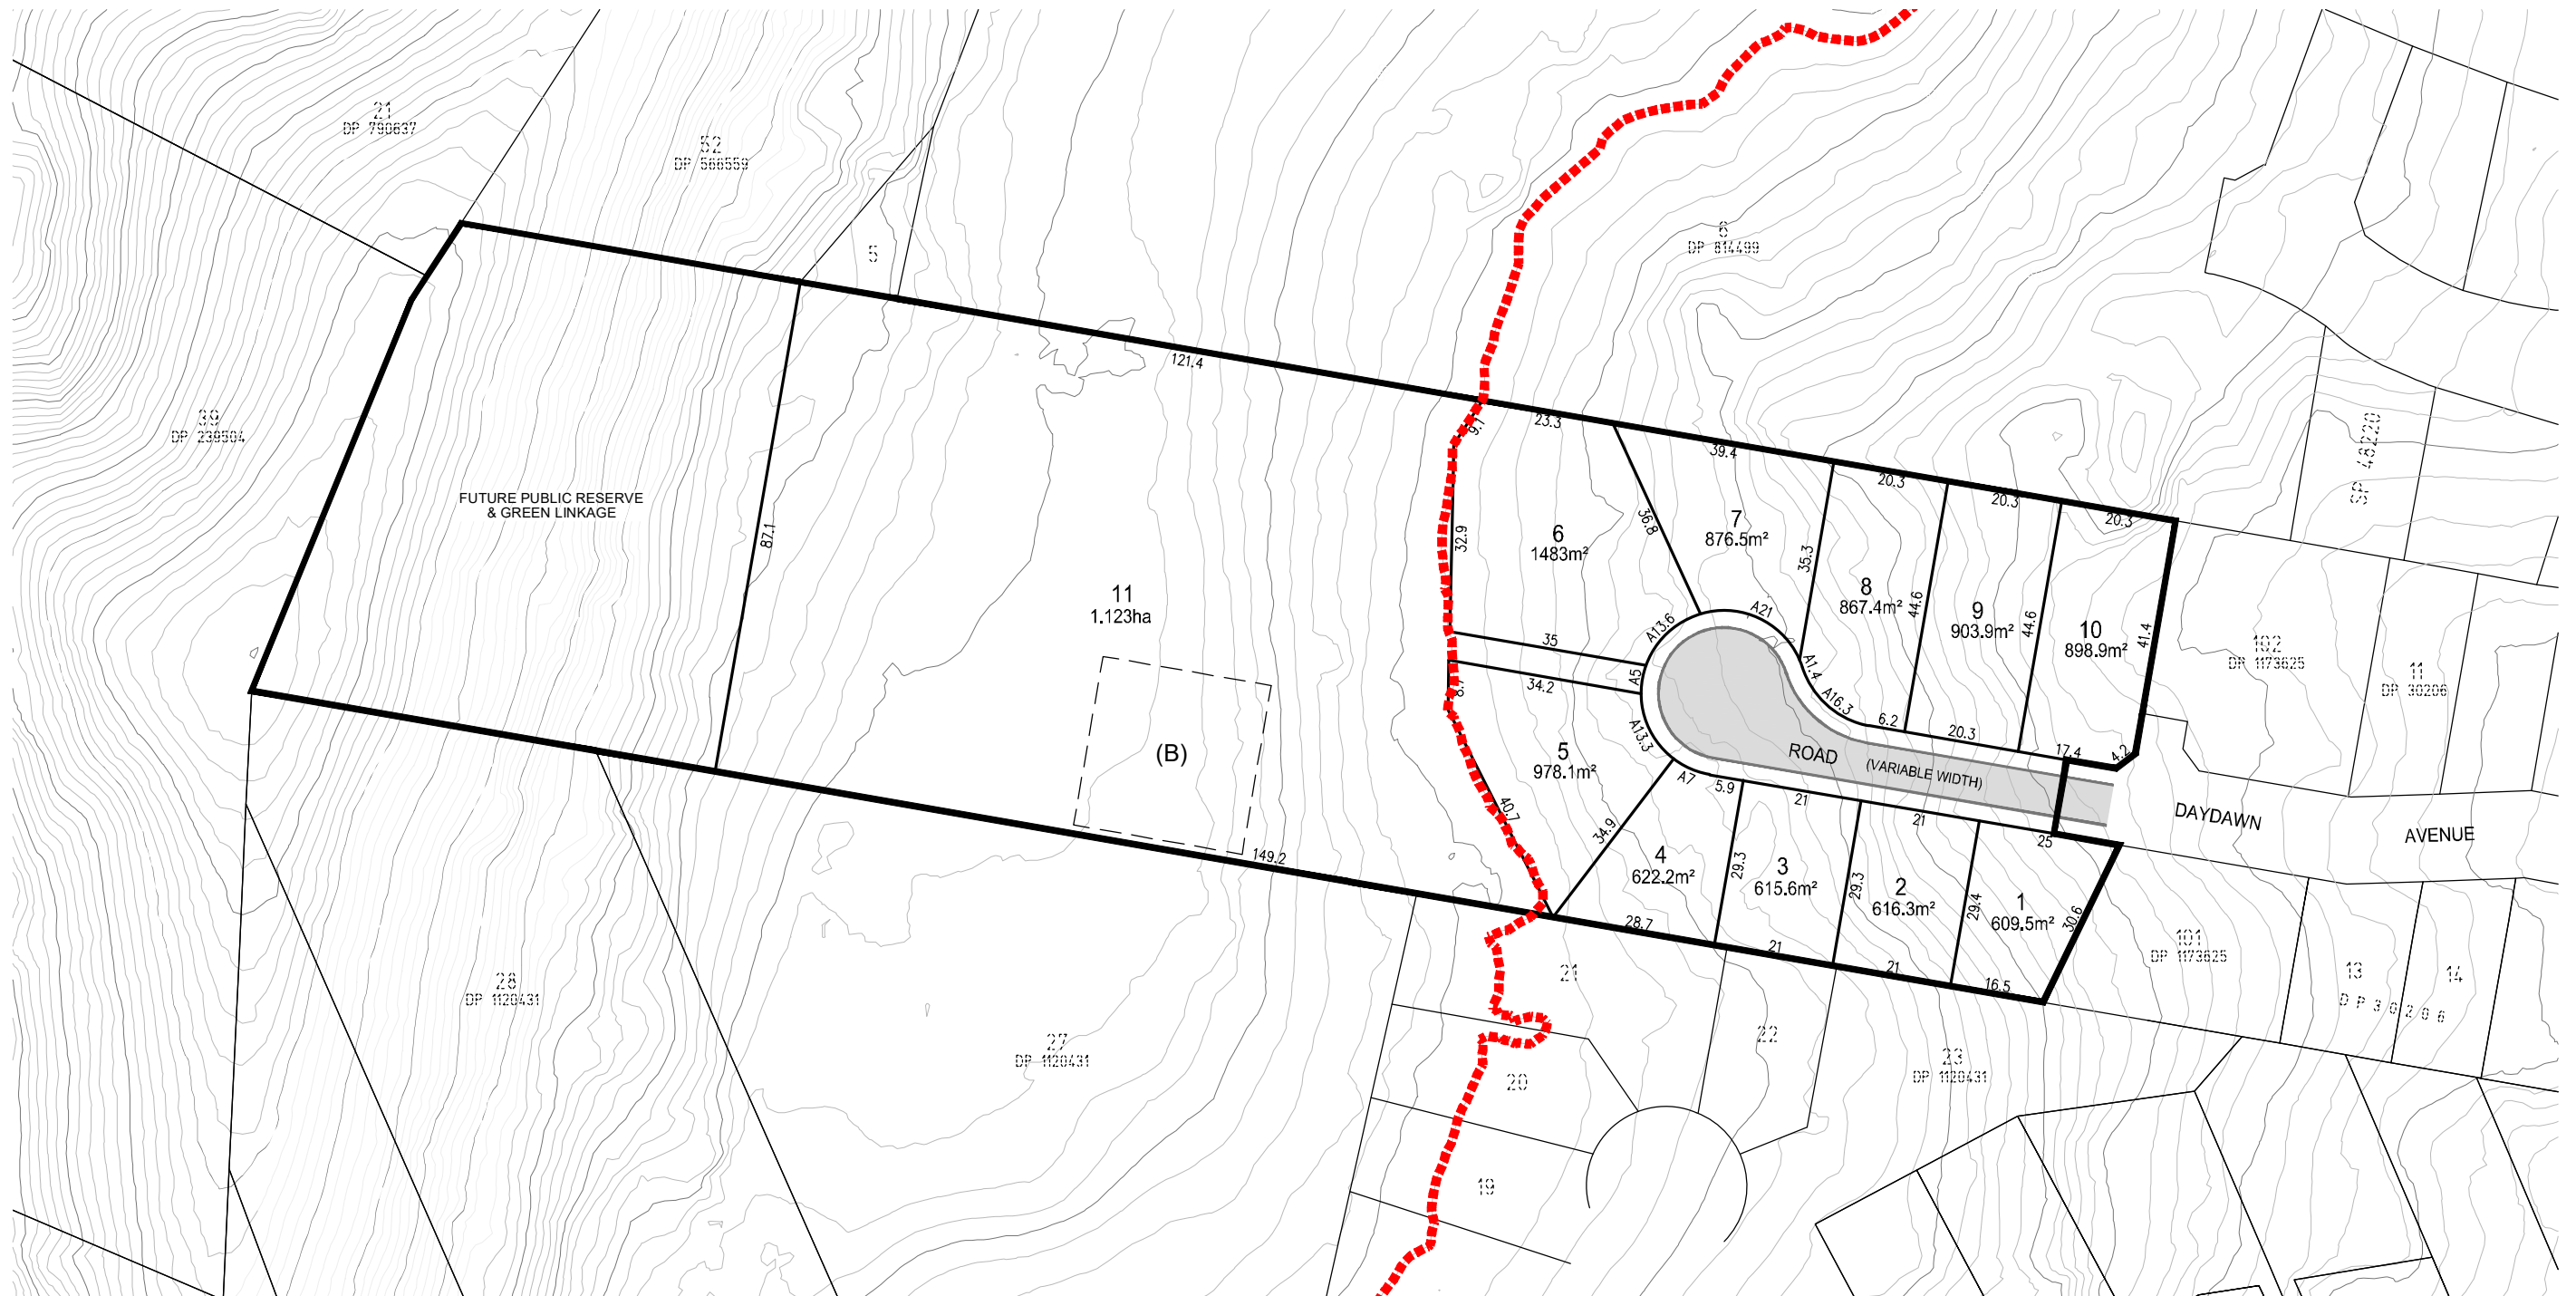 21
DP 790637
52
DP 566559
5
6
DP 814499
39
DP 239504
121.4
9.7
23.3
39.4
20.3
20.3
20.3
SP 48220
FUTURE PUBLIC RESERVE
& GREEN LINKAGE
87.1
32.9
6
1483m²
36.8
7
876.5m²
35.3
8
867.4m²
44.6
9
903.9m²
44.6
10
898.9m²
41.4
102
DP 1173625
11
DP 30206
11
1.123ha
35
A13.6
A21
A5
34.2
8.7
A1.4
A16.3
6.2
20.3
17.4
4.2
A13.3
(B)
5
978.1m²
ROAD
(VARIABLE WIDTH)
A7
5.9
21
21
25
DAYDAWN
AVENUE
40.7
34.9
149.2
4
622.2m²
29.3
3
615.6m²
29.3
2
616.3m²
29.4
1
609.5m²
30.6
28.7
21
21
16.5
101
DP 1173625
13
14
DP 30206
28
DP 1120431
27
DP 1120431
21
22
23
DP 1120431
20
19